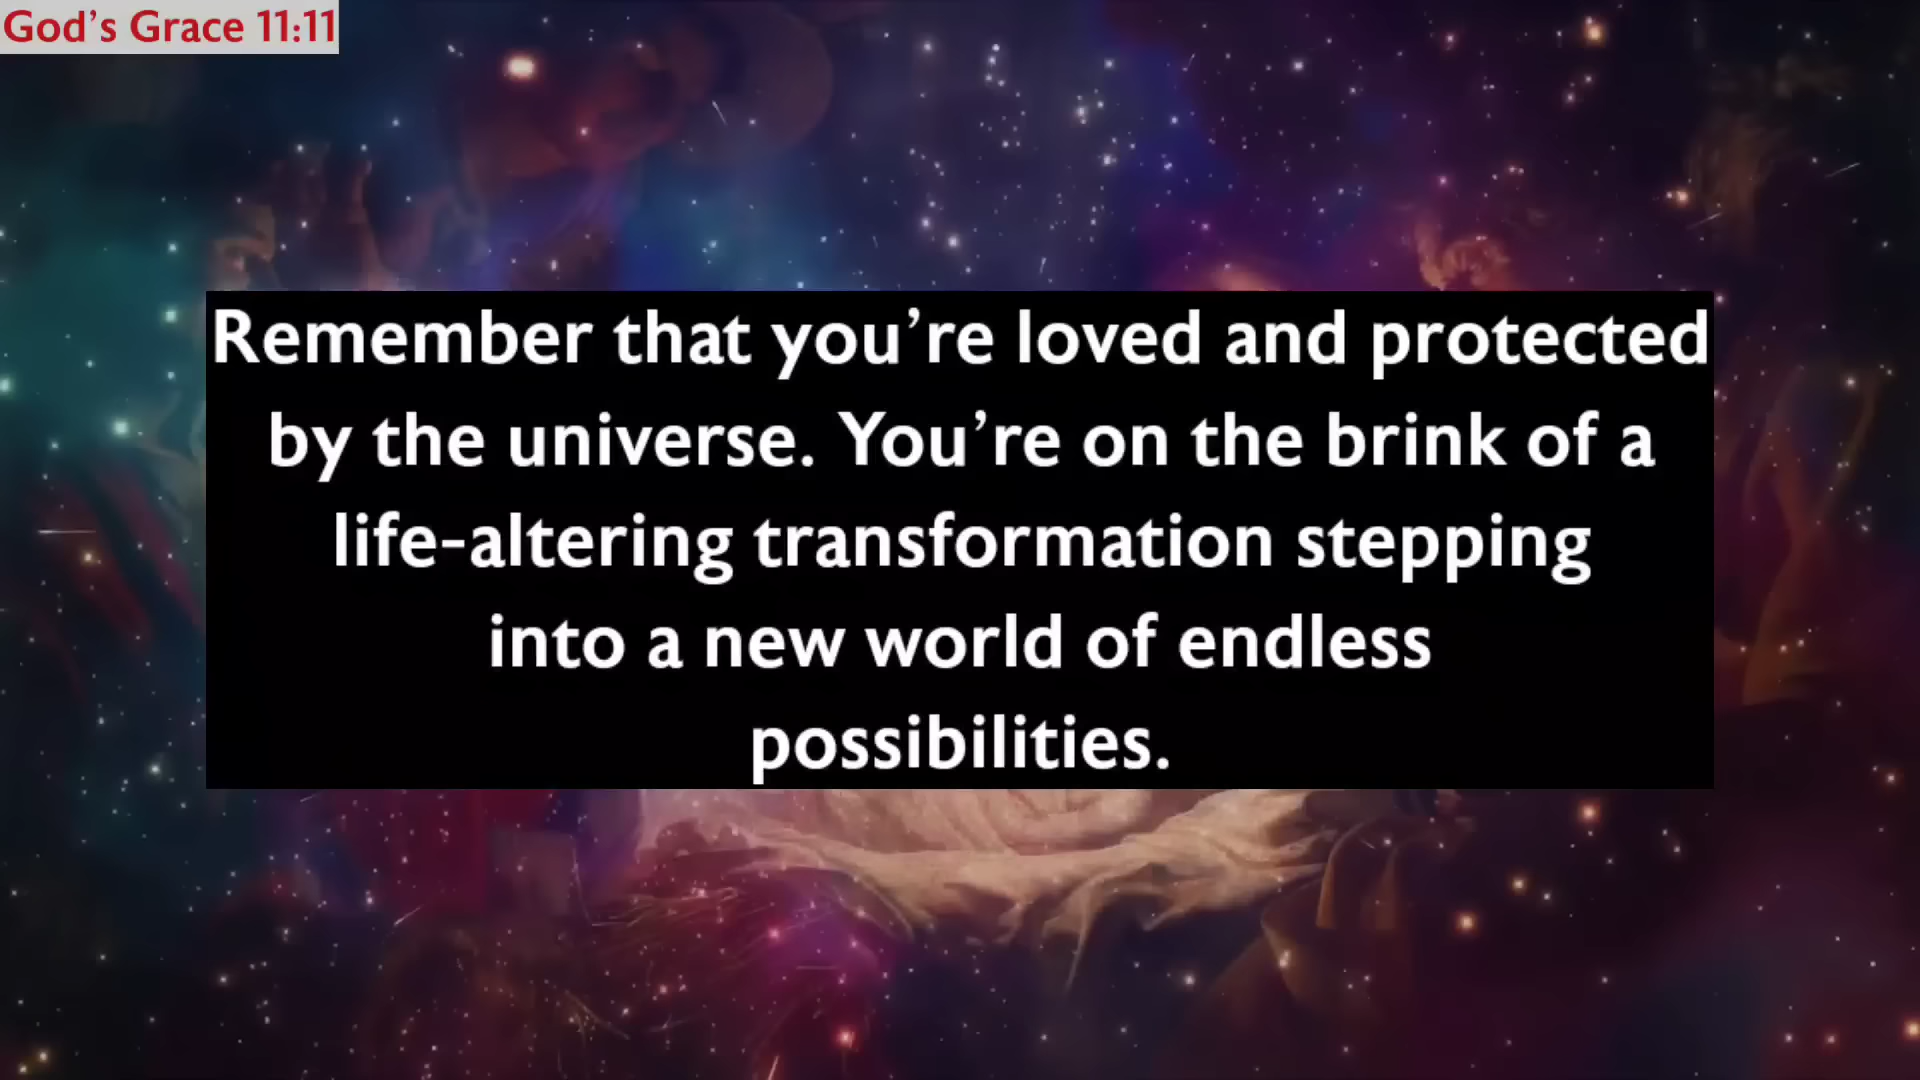 God’s Grace 11:11
Remember that you’re loved and protected
by the universe. You’re on the brink of a
life-altering transformation stepping
into a new world of endless
possibilities.